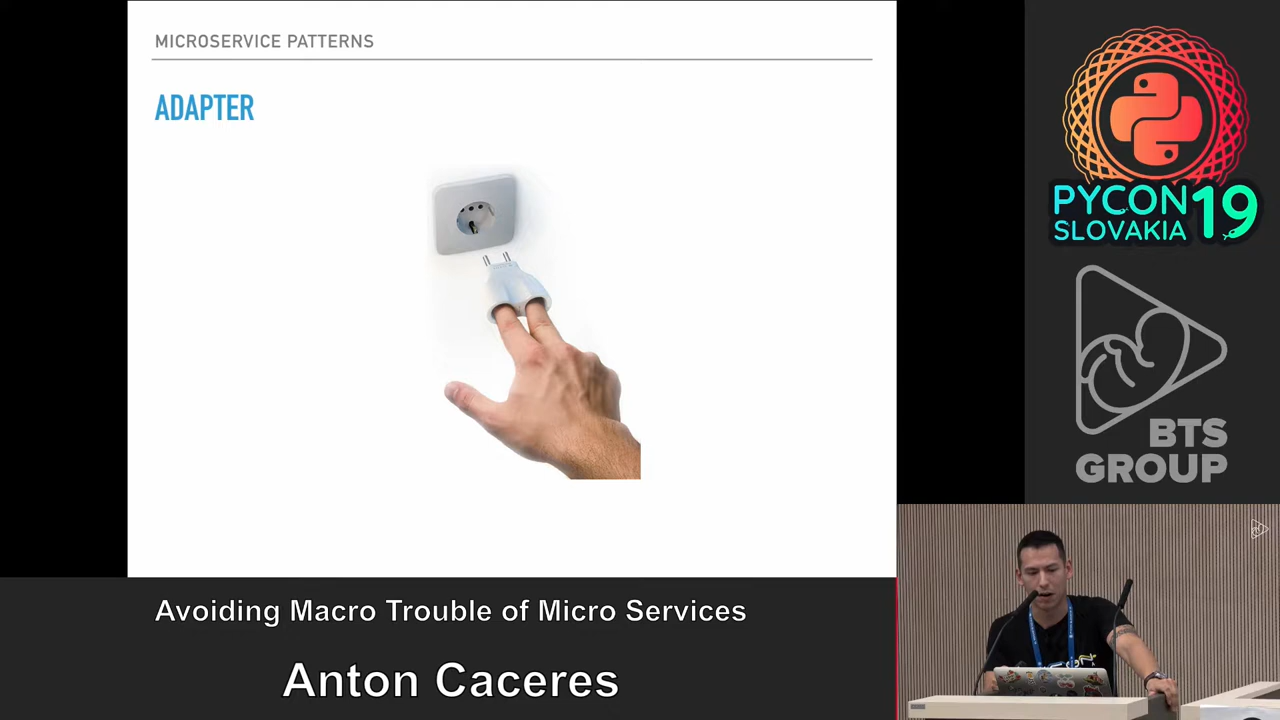 MICROSERVICE PATTERNS
ADAPTER
PYCON 19
SLOVAKIA
BTS
GROUP
Avoiding Macro Trouble of Micro Services
Anton Caceres